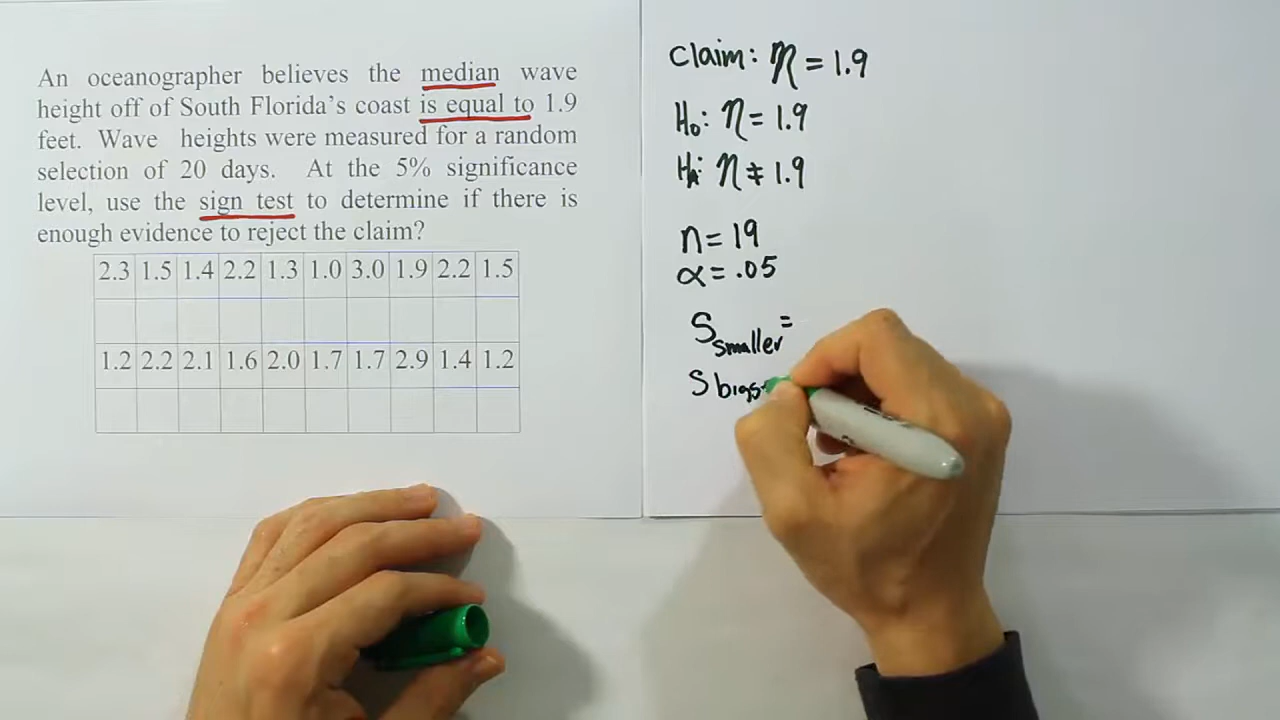 An oceanographer believes the median wave
height off of South Florida's coast is equal to 1.9
feet. Wave heights were measured for a random
selection of 20 days. At the 5% significance
level, use the sign test to determine if there is
enough evidence to reject the claim?
2.3 1.5 1.4 2.2 1.3 1.0 3.0 1.9 2.2 1.5
1.2 2.2 2.1 1.6 2.0 1.7 1.7 2.9 1.4 1.2
Claim: η = 1.9
H₀: η = 1.9
Hₐ: η ≠ 1.9
n = 19
α = .05
S smaller =
S bigg